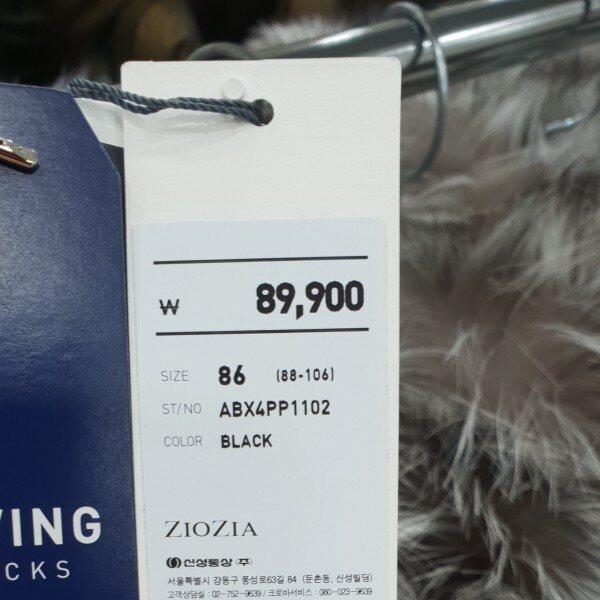 ₩ 89,900
SIZE 86 (88-106)
ST/NO ABX4PP1102
COLOR BLACK
ZIOZIA
신성통상 (주)
서울특별시 강동구 풍성로63길 84 (둔촌동, 신성빌딩)
고객상담실 : 02-752-9639 / 크로바서비스 : 080-023-9639